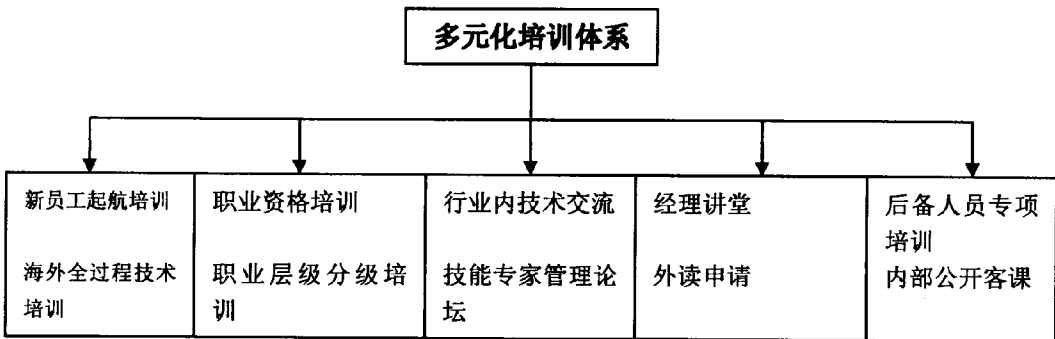 多元化培训体系
新员工起航培训
海外全过程技术
培训
职业资格培训
职业层级分级培
训
行业内技术交流
技能专家管理论
坛
经理讲堂
外读申请
后备人员专项
培训
内部公开客课